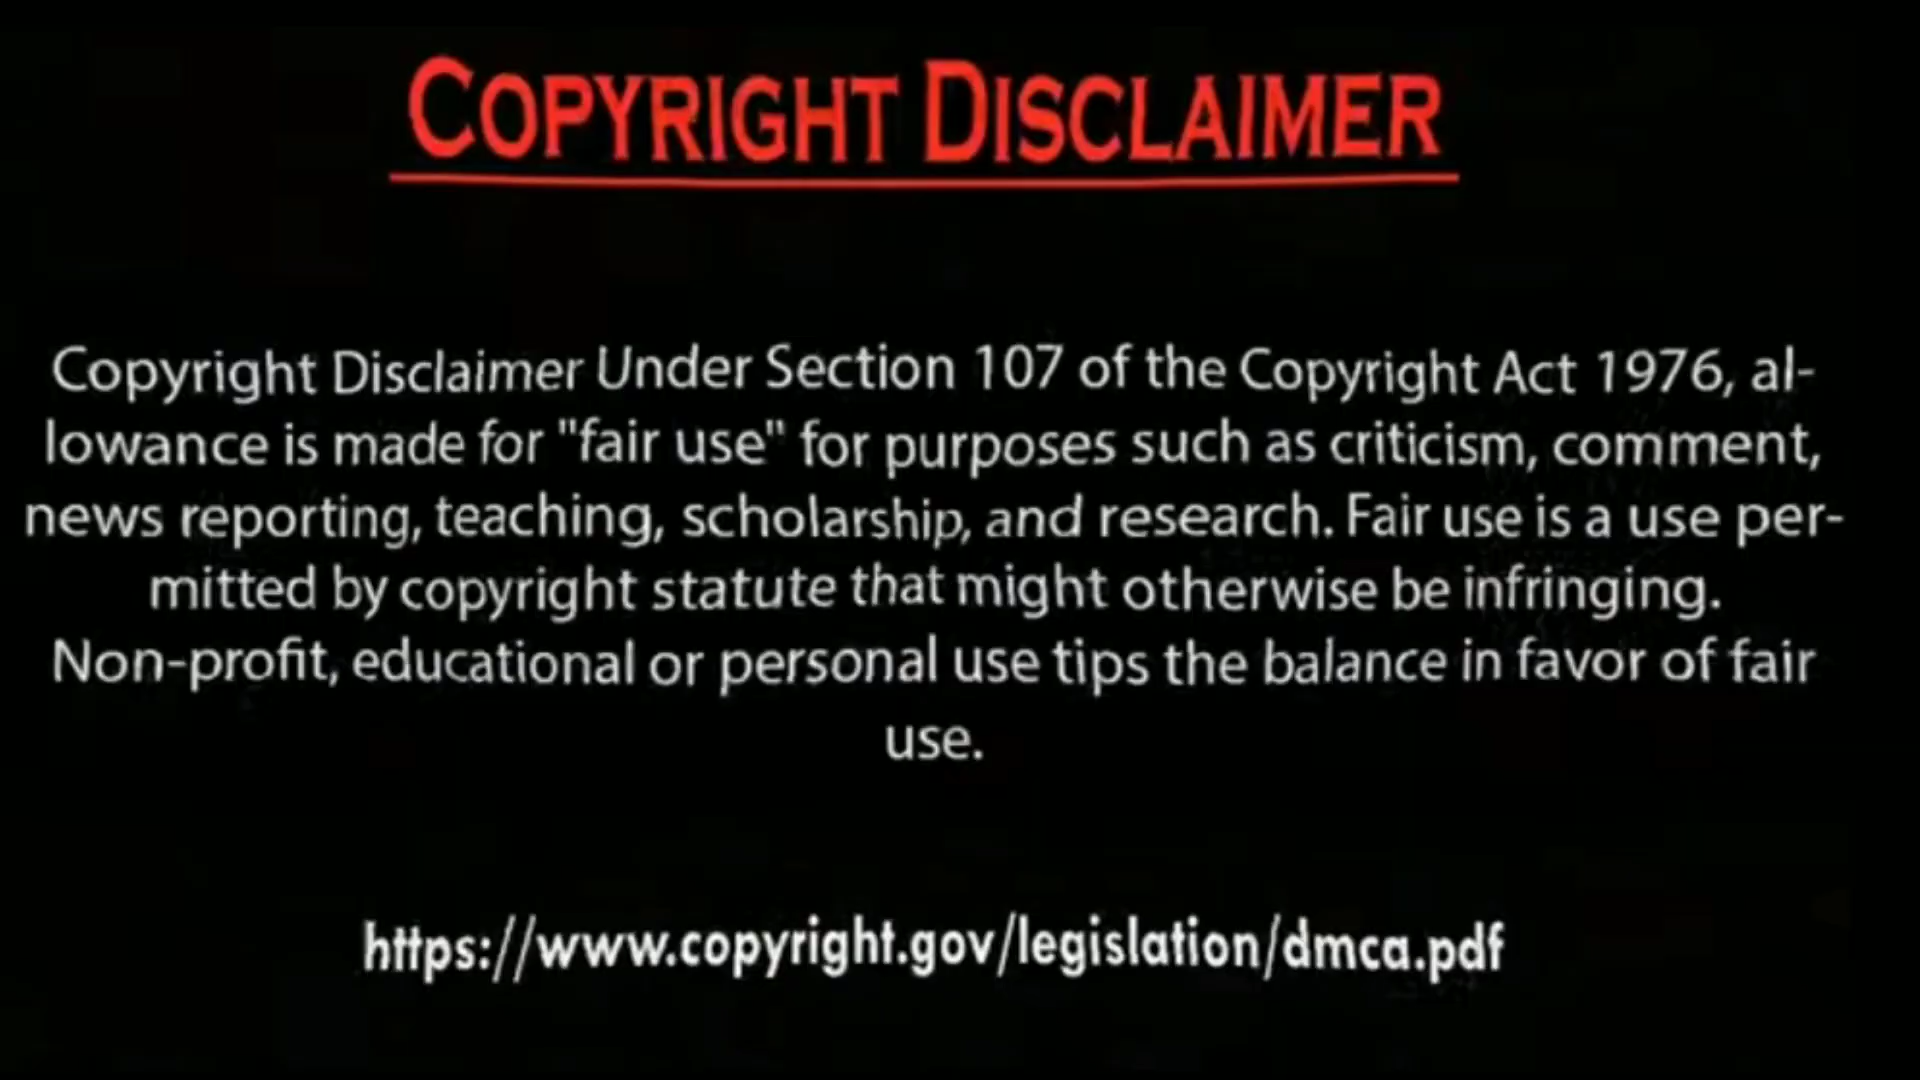 COPYRIGHT DISCLAIMER
Copyright Disclaimer Under Section 107 of the Copyright Act 1976, al-
lowance is made for "fair use" for purposes such as criticism, comment,
news reporting, teaching, scholarship, and research. Fair use is a use per-
mitted by copyright statute that might otherwise be infringing.
Non-profit, educational or personal use tips the balance in favor of fair
use.
https://www.copyright.gov/legislation/dmca.pdf